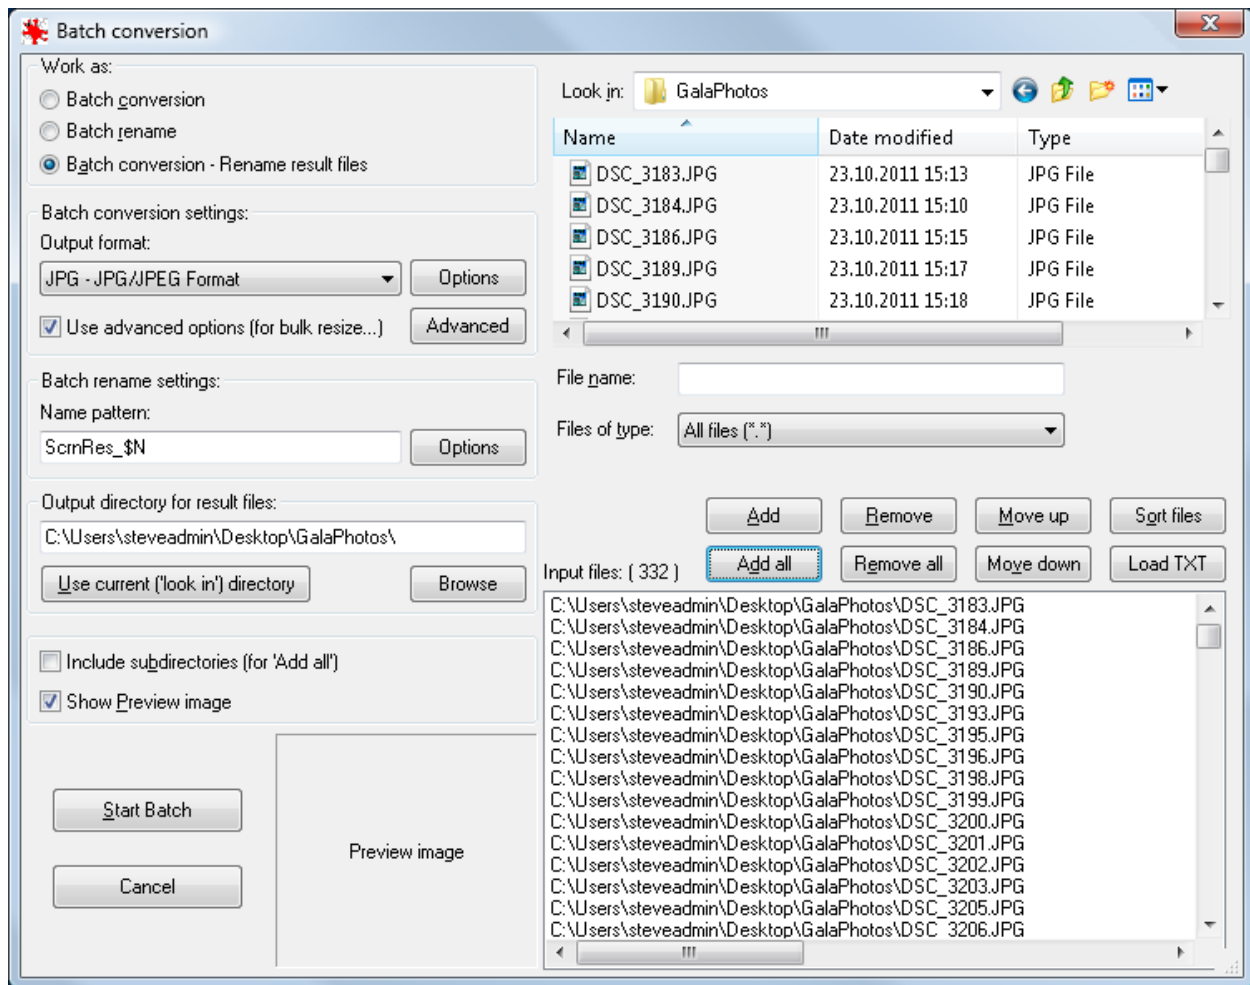 Batch conversion
Work as:
Batch conversion
Batch rename
Batch conversion - Rename result files
Batch conversion settings:
Output format:
JPG - JPG/JPEG Format
Options
Use advanced options (for bulk resize...)
Advanced
Batch rename settings:
Name pattern:
ScrnRes_$N
Options
Output directory for result files:
C:\Users\steveadmin\Desktop\GalaPhotos\
Use current ('look in') directory
Browse
Include subdirectories (for 'Add all')
Show Preview image
Start Batch
Cancel
Preview image
Look in: GalaPhotos
Name Date modified Type
DSC_3183.JPG 23.10.2011 15:13 JPG File
DSC_3184.JPG 23.10.2011 15:10 JPG File
DSC_3186.JPG 23.10.2011 15:15 JPG File
DSC_3189.JPG 23.10.2011 15:17 JPG File
DSC_3190.JPG 23.10.2011 15:18 JPG File
File name:
Files of type: All files (*.*)
Add Remove Move up Sort files
Input files: ( 332 ) Add all Remove all Move down Load TXT
C:\Users\steveadmin\Desktop\GalaPhotos\DSC_3183.JPG
C:\Users\steveadmin\Desktop\GalaPhotos\DSC_3184.JPG
C:\Users\steveadmin\Desktop\GalaPhotos\DSC_3186.JPG
C:\Users\steveadmin\Desktop\GalaPhotos\DSC_3189.JPG
C:\Users\steveadmin\Desktop\GalaPhotos\DSC_3190.JPG
C:\Users\steveadmin\Desktop\GalaPhotos\DSC_3193.JPG
C:\Users\steveadmin\Desktop\GalaPhotos\DSC_3195.JPG
C:\Users\steveadmin\Desktop\GalaPhotos\DSC_3196.JPG
C:\Users\steveadmin\Desktop\GalaPhotos\DSC_3198.JPG
C:\Users\steveadmin\Desktop\GalaPhotos\DSC_3199.JPG
C:\Users\steveadmin\Desktop\GalaPhotos\DSC_3200.JPG
C:\Users\steveadmin\Desktop\GalaPhotos\DSC_3201.JPG
C:\Users\steveadmin\Desktop\GalaPhotos\DSC_3202.JPG
C:\Users\steveadmin\Desktop\GalaPhotos\DSC_3203.JPG
C:\Users\steveadmin\Desktop\GalaPhotos\DSC_3205.JPG
C:\Users\steveadmin\Desktop\GalaPhotos\DSC_3206.JPG